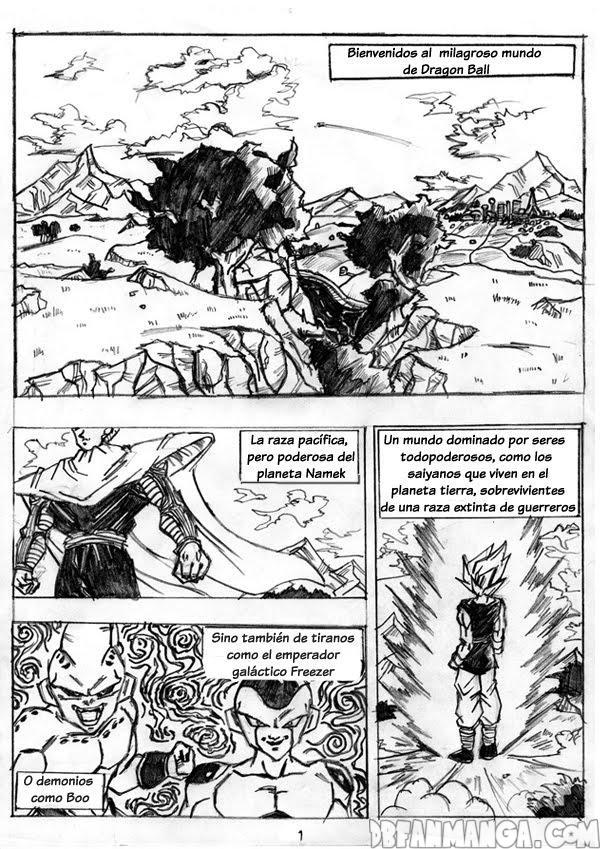 Bienvenidos al milagroso mundo
de Dragon Ball
La raza pacífica,
pero poderosa del
planeta Namek
Un mundo dominado por seres
todopoderosos, como los
saiyanos que viven en el
planeta tierra, sobrevivientes
de una raza extinta de guerreros
Sino también de tiranos
como el emperador
galáctico Freezer
O demonios
como Boo
1
DBFANMANGA.COM